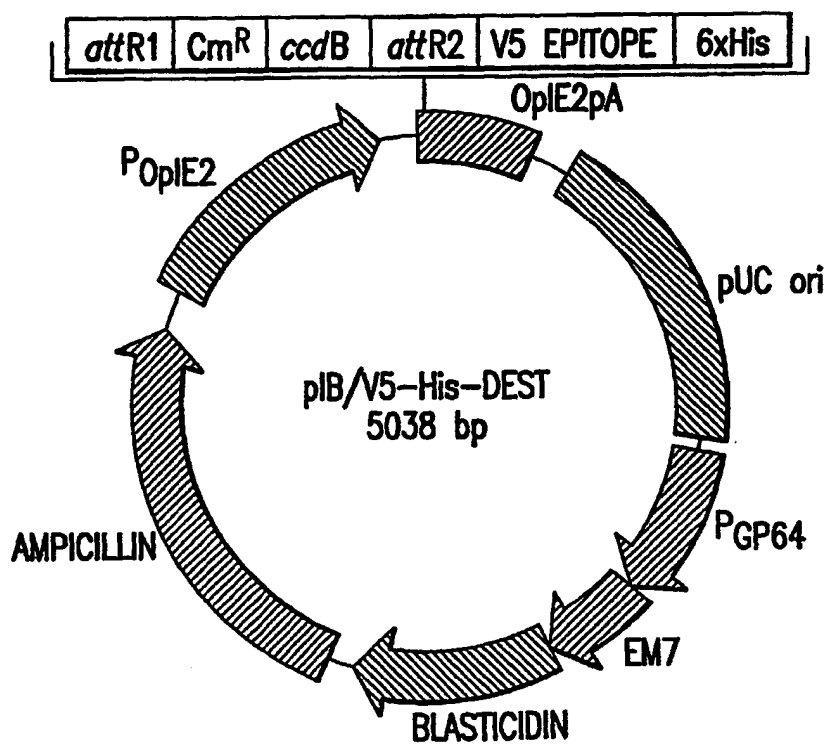 attR1 CmR ccdB attR2 V5 EPITOPE 6xHis
OpIE2pA
POpIE2
pUC ori
pIB/V5-His-DEST
5038 bp
PGP64
AMPICILLIN
EM7
BLASTICIDIN